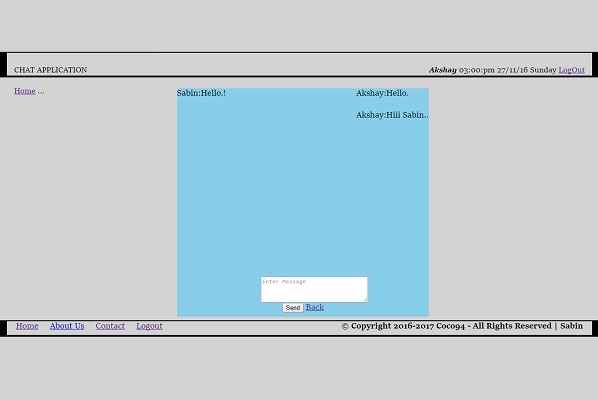 CHAT APPLICATION
Akshay 03:00:pm 27/11/16 Sunday LogOut
Home ...
Sabin:Hello.!
Akshay:Hello.
Akshay:Hiii Sabin..
Enter Message
Send Back
Home About Us Contact Logout
© Copyright 2016-2017 Coco94 - All Rights Reserved | Sabin